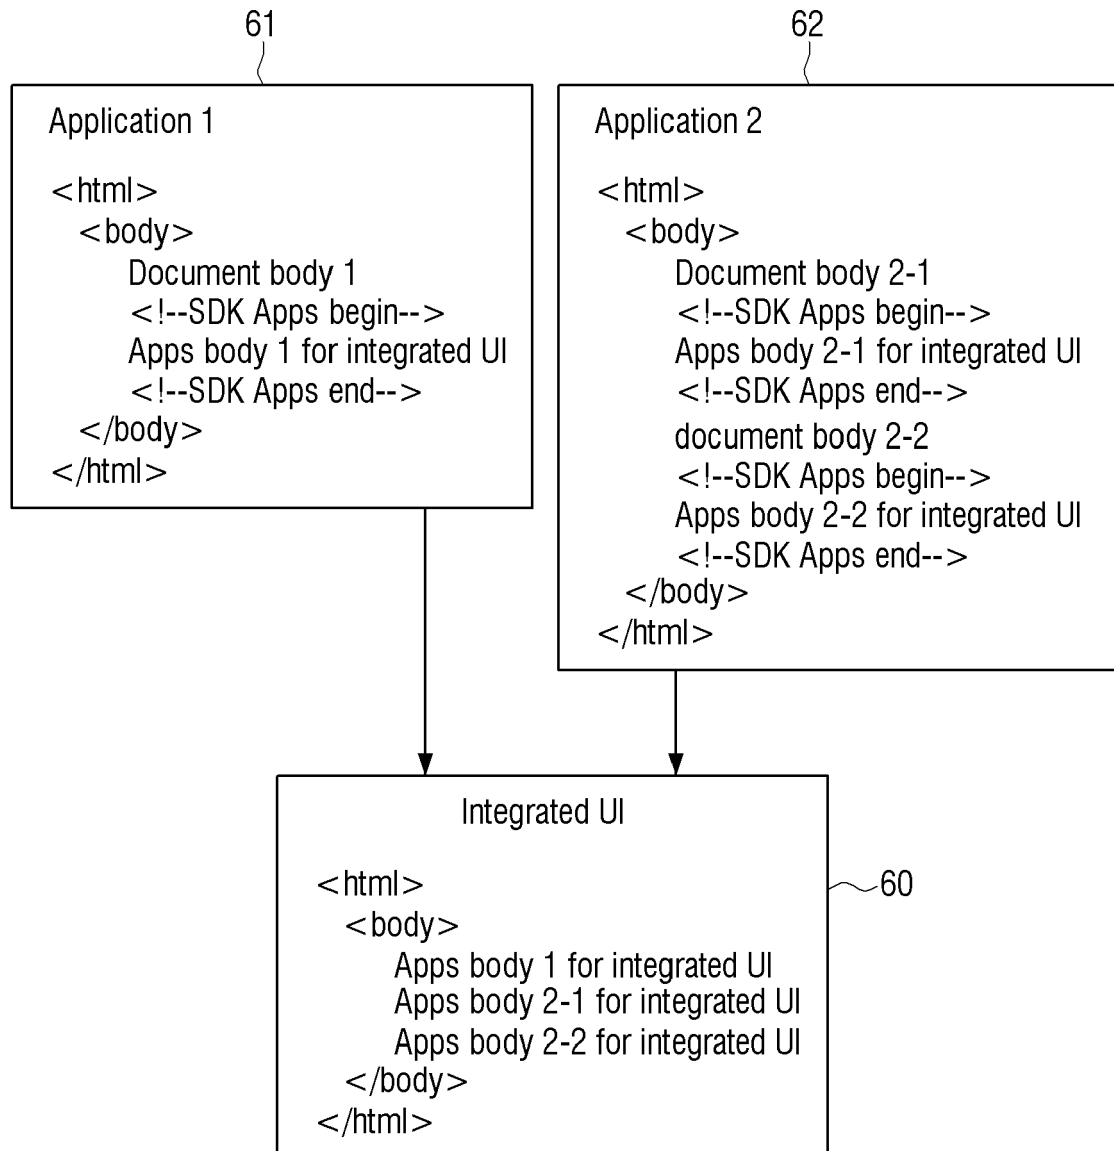 61
Application 1
<html>
<body>
Document body 1
<!--SDK Apps begin-->
Apps body 1 for integrated UI
<!--SDK Apps end-->
</body>
</html>
62
Application 2
<html>
<body>
Document body 2-1
<!--SDK Apps begin-->
Apps body 2-1 for integrated UI
<!--SDK Apps end-->
document body 2-2
<!--SDK Apps begin-->
Apps body 2-2 for integrated UI
<!--SDK Apps end-->
</body>
</html>
Integrated UI
60
<html>
<body>
Apps body 1 for integrated UI
Apps body 2-1 for integrated UI
Apps body 2-2 for integrated UI
</body>
</html>